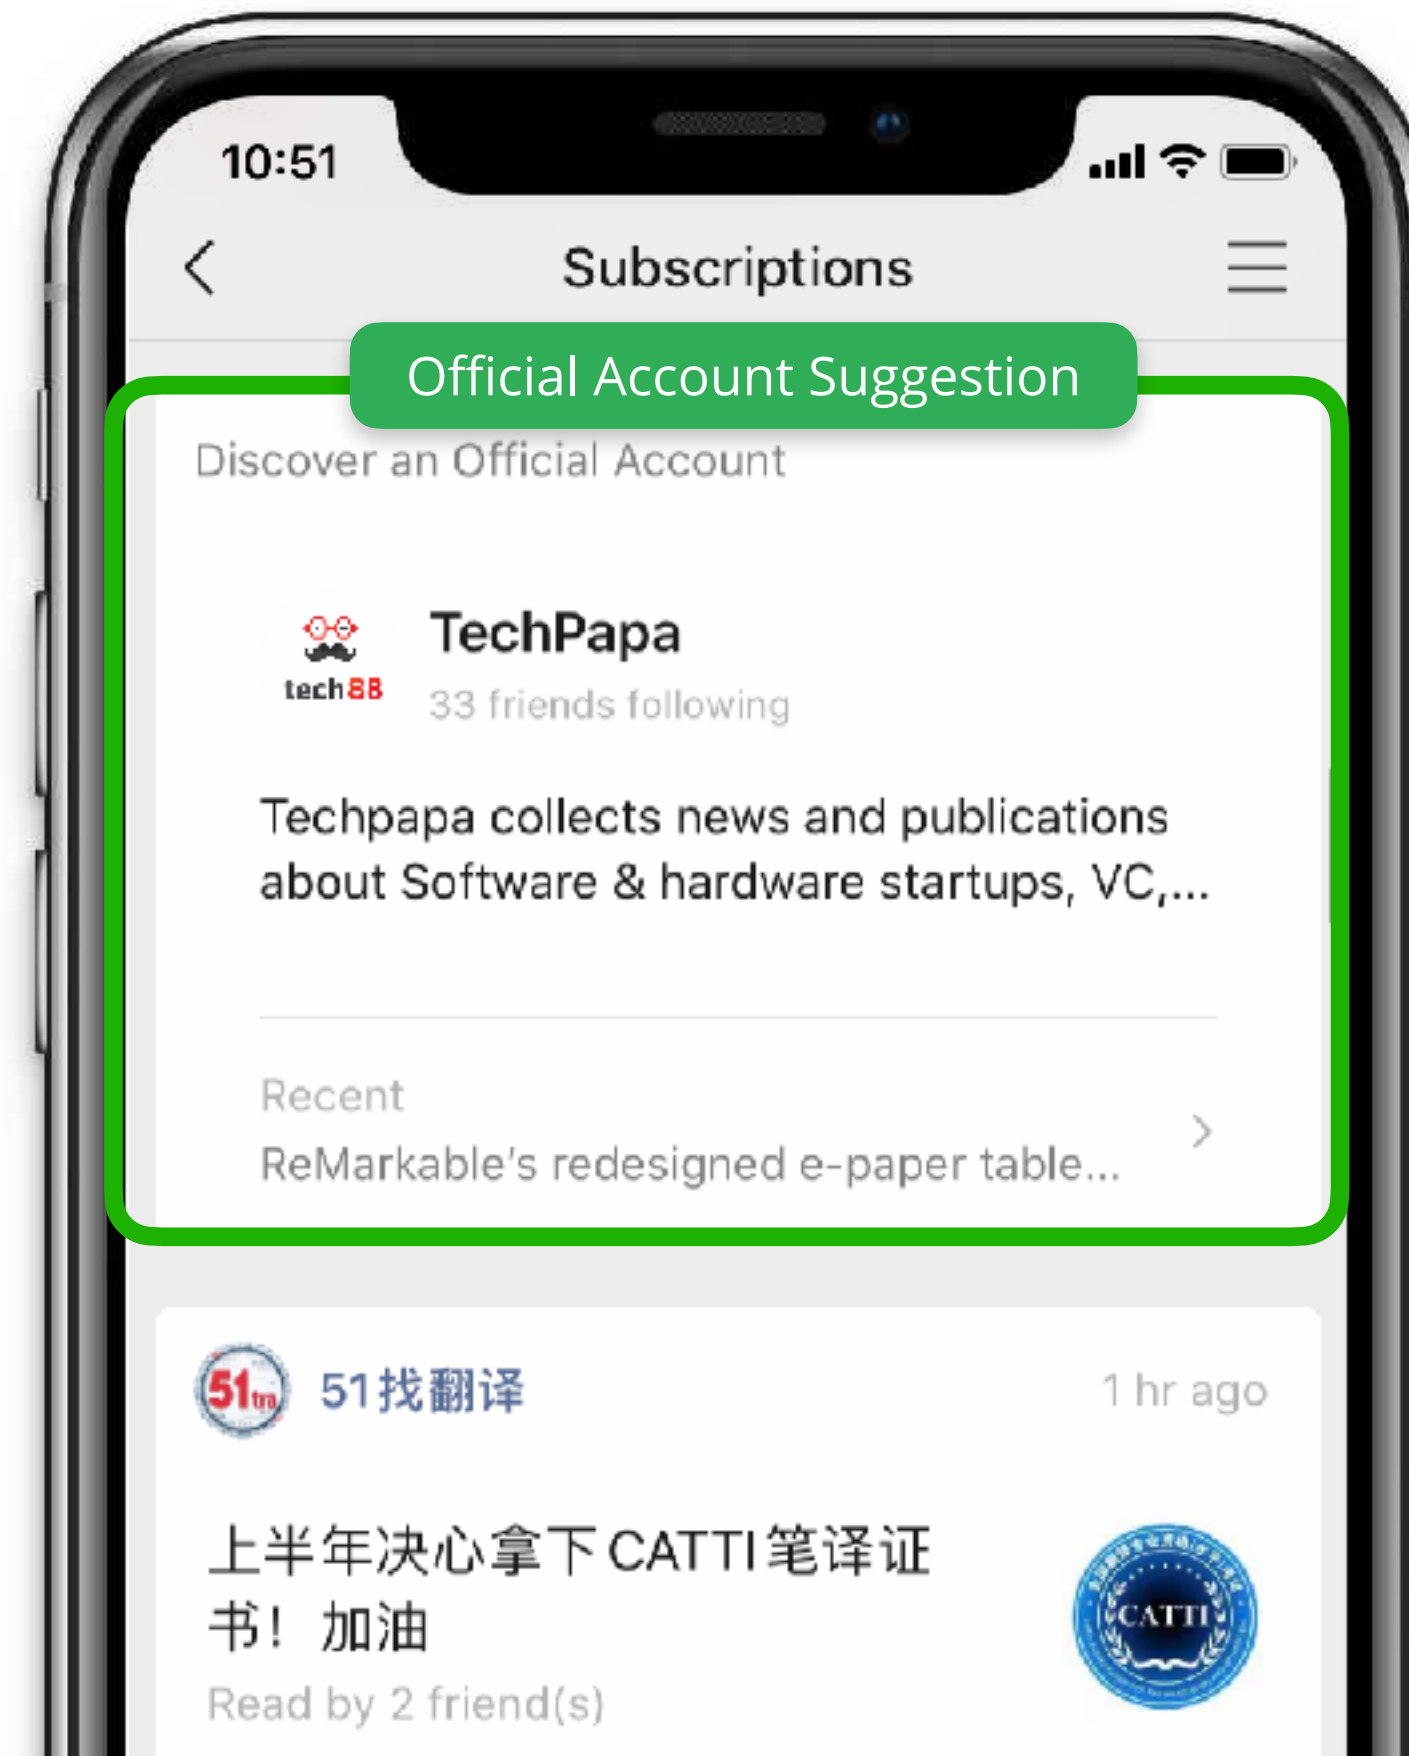 10:51
Subscriptions
Official Account Suggestion
Discover an Official Account
TechPapa
tech88
33 friends following
Techpapa collects news and publications
about Software & hardware startups, VC,...
Recent
ReMarkable's redesigned e-paper table...
51tra
51找翻译
1 hr ago
上半年决心拿下CATTI笔译证
书！加油
CATTI
Read by 2 friend(s)